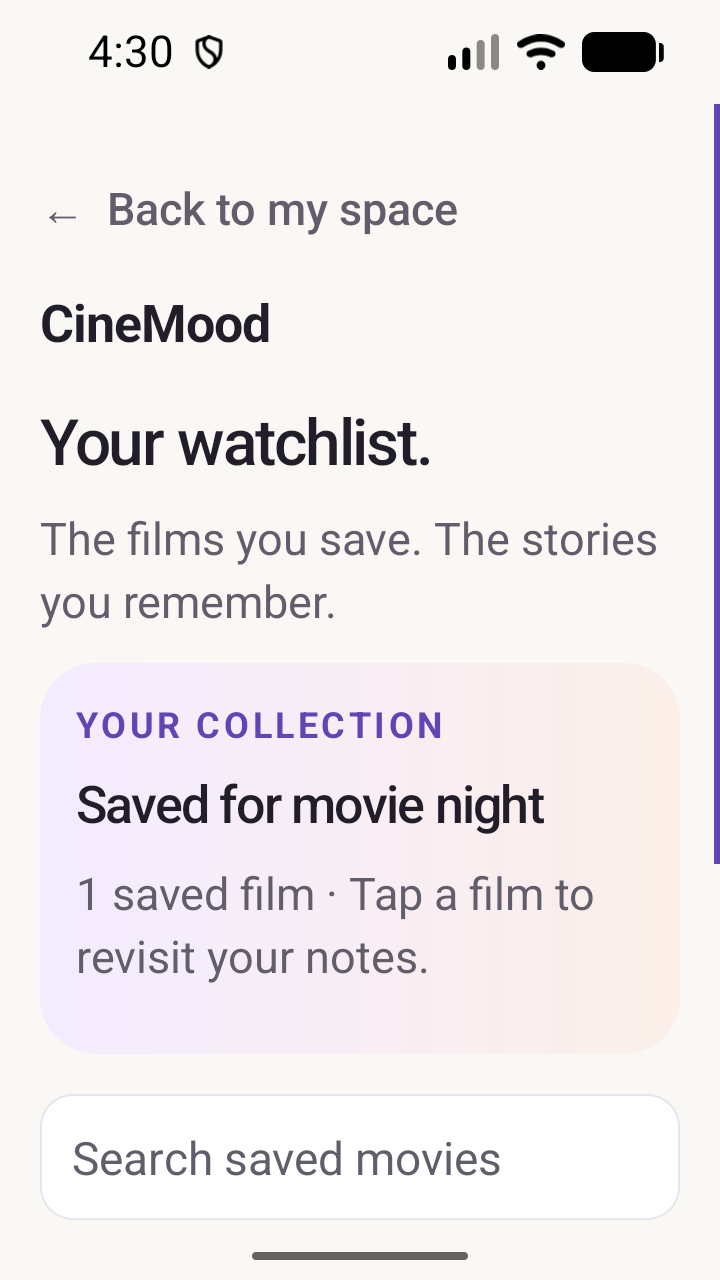 4:30
← Back to my space
CineMood
Your watchlist.
The films you save. The stories
you remember.
YOUR COLLECTION
Saved for movie night
1 saved film · Tap a film to
revisit your notes.
Search saved movies